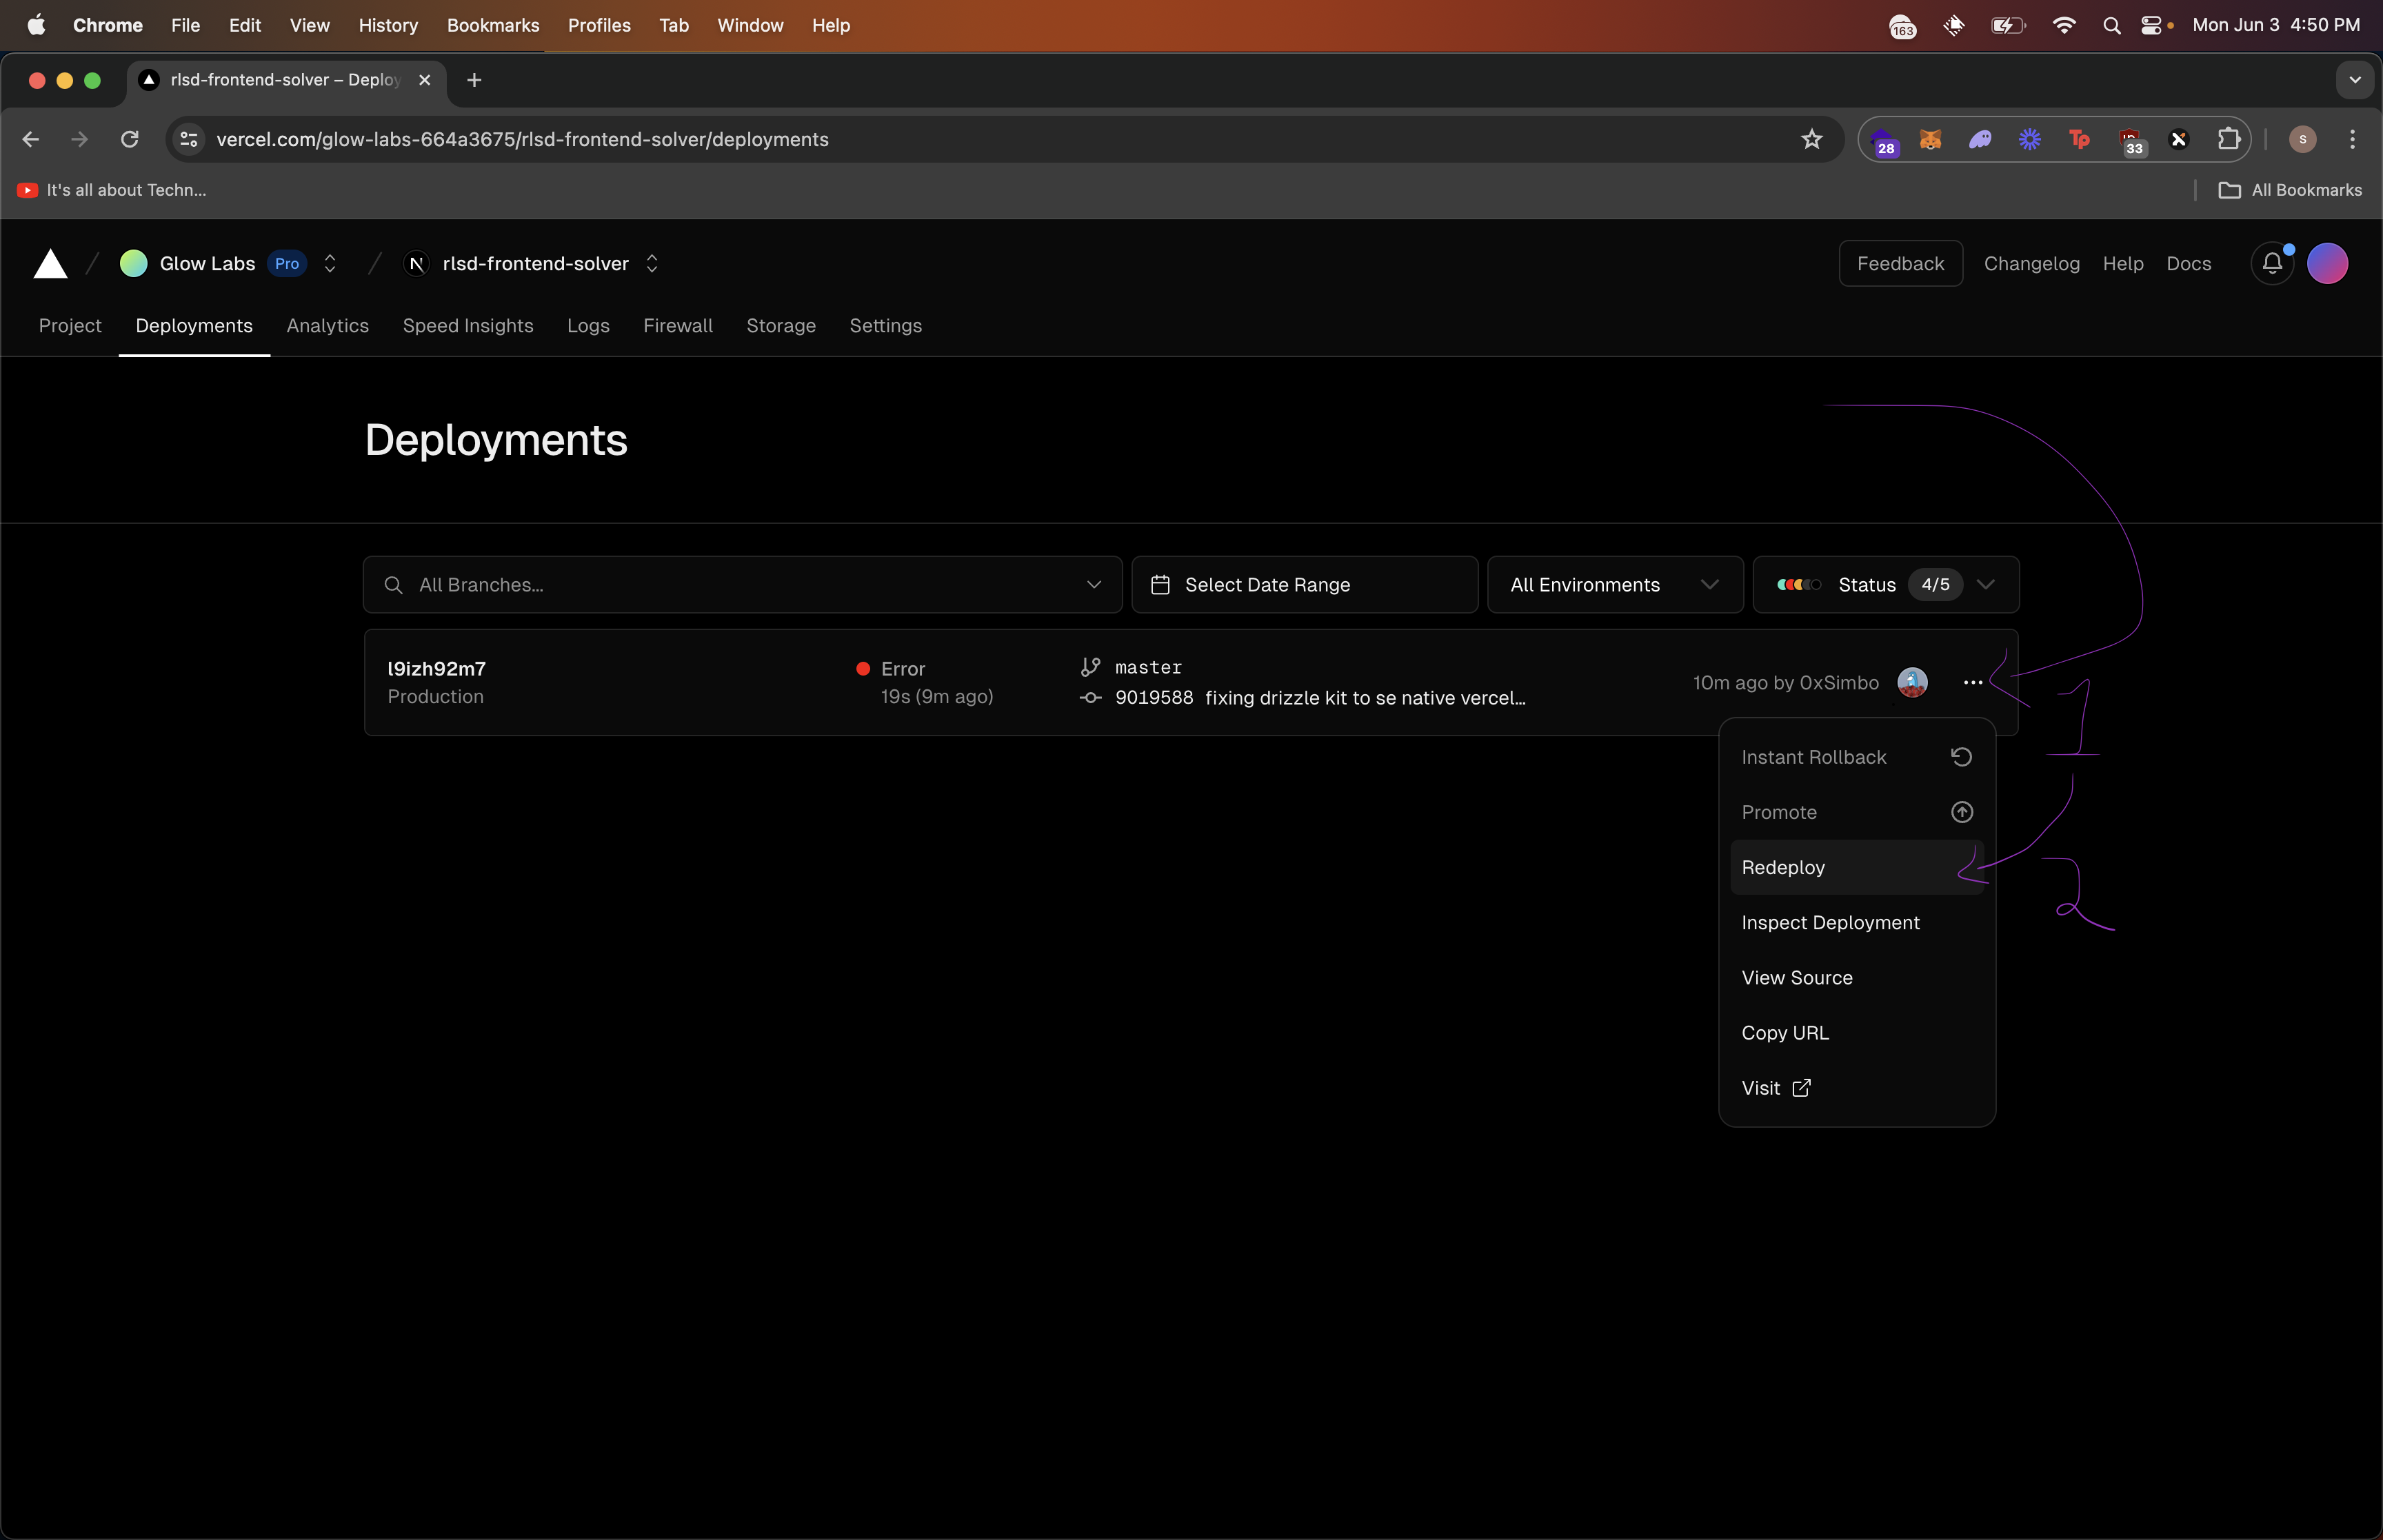 Chrome File Edit View History Bookmarks Profiles Tab Window Help 163 Mon Jun 3 4:50 PM
rlsd-frontend-solver – Deploy
vercel.com/glow-labs-664a3675/rlsd-frontend-solver/deployments 28 Tp 33 S
It's all about Techn... All Bookmarks
Glow Labs Pro N rlsd-frontend-solver Feedback Changelog Help Docs
Project Deployments Analytics Speed Insights Logs Firewall Storage Settings
Deployments
All Branches... Select Date Range All Environments Status 4/5
l9izh92m7 Error master
Production 19s (9m ago) 9019588 fixing drizzle kit to se native vercel... 10m ago by 0xSimbo
1
Instant Rollback
Promote
Redeploy
2
Inspect Deployment
View Source
Copy URL
Visit